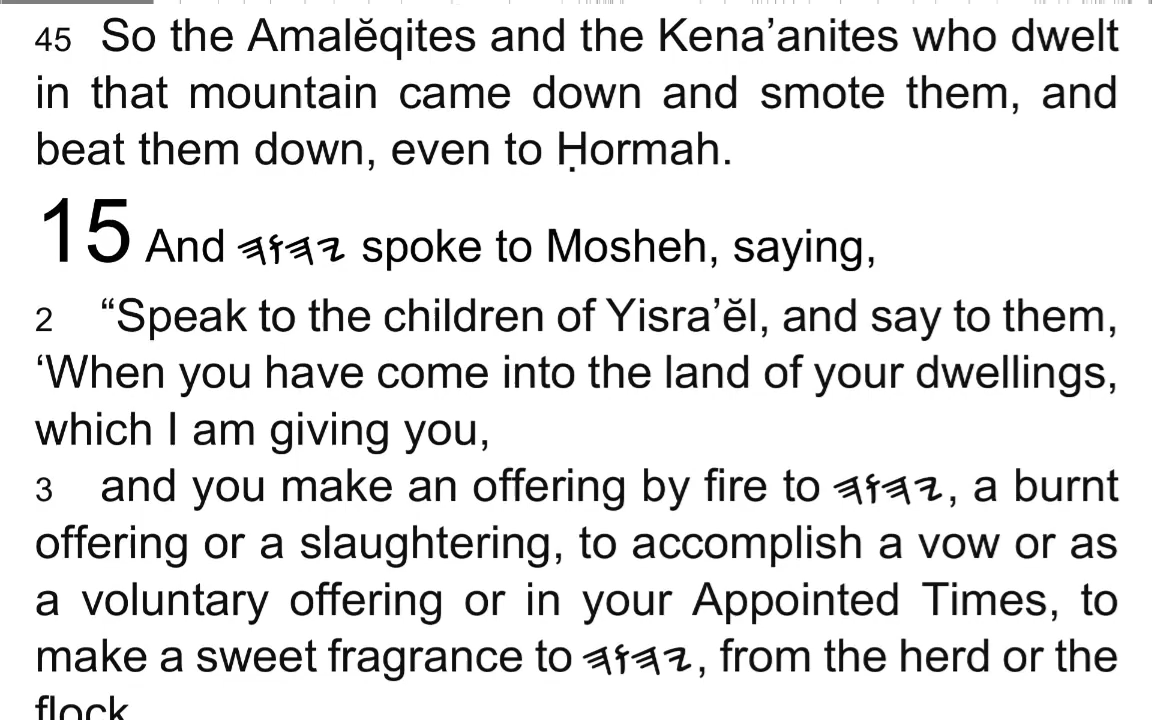 45 So the Amalĕqites and the Kena’anites who dwelt
in that mountain came down and smote them, and
beat them down, even to Ḥormah.
15 And 𐤉𐤄𐤅𐤄 spoke to Mosheh, saying,
2 “Speak to the children of Yisra’ĕl, and say to them,
‘When you have come into the land of your dwellings,
which I am giving you,
3 and you make an offering by fire to 𐤉𐤄𐤅𐤄, a burnt
offering or a slaughtering, to accomplish a vow or as
a voluntary offering or in your Appointed Times, to
make a sweet fragrance to 𐤉𐤄𐤅𐤄, from the herd or the
flock